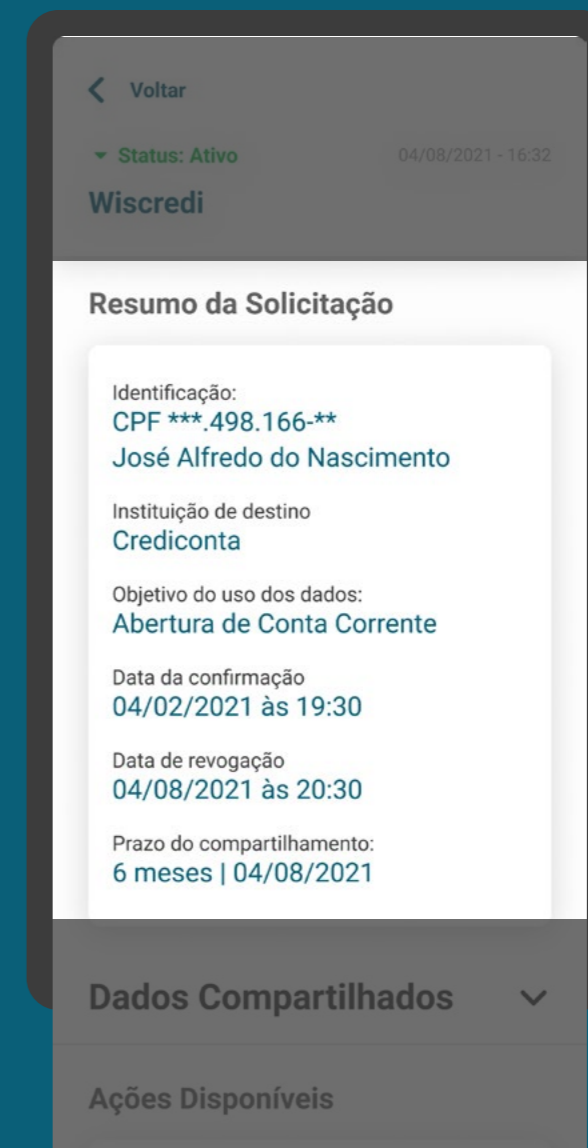 Voltar
Status: Ativo 04/08/2021 - 16:32
Wiscredi
Resumo da Solicitação
Identificação:
CPF ***.498.166-**
José Alfredo do Nascimento
Instituição de destino
Crediconta
Objetivo do uso dos dados:
Abertura de Conta Corrente
Data da confirmação
04/02/2021 às 19:30
Data de revogação
04/08/2021 às 20:30
Prazo do compartilhamento:
6 meses | 04/08/2021
Dados Compartilhados
Ações Disponíveis